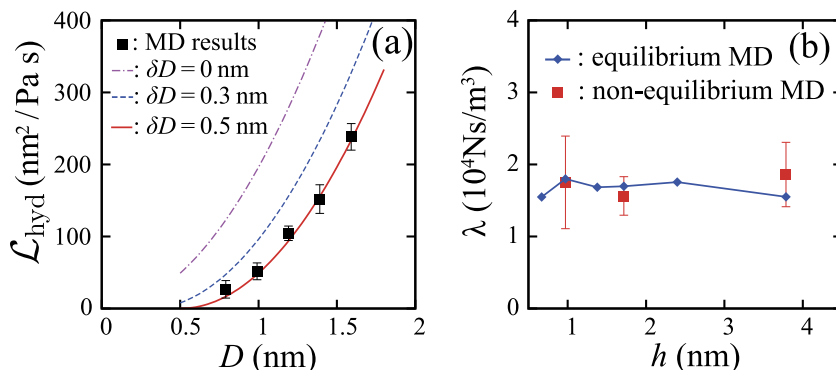 400
300
200
100
0
ℒhyd (nm²/Pa s)
(a)
■: MD results
: δD = 0 nm
: δD = 0.3 nm
: δD = 0.5 nm
0 0.5 1 1.5 2
D (nm)
4
3
2
1
0
λ (10⁴Ns/m³)
(b)
: equilibrium MD
: non-equilibrium MD
1 2 3 4
h (nm)